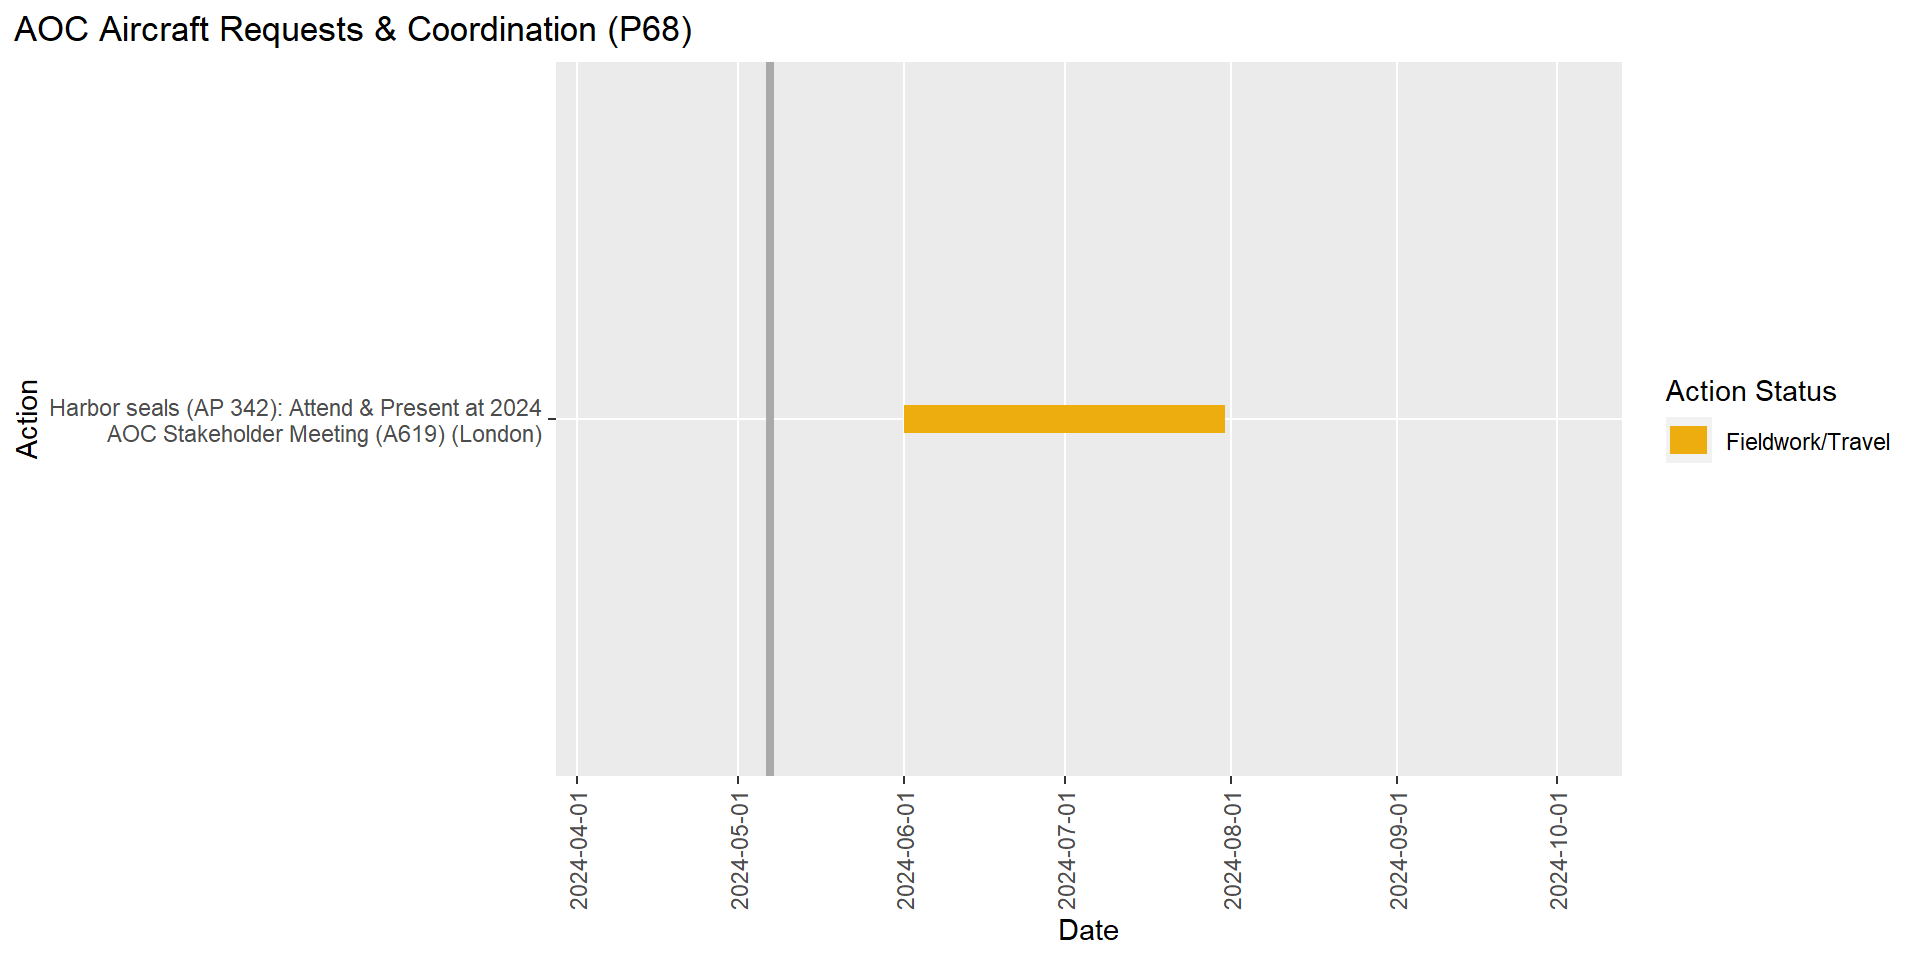 AOC Aircraft Requests & Coordination (P68)
Action
Harbor seals (AP 342): Attend & Present at 2024
AOC Stakeholder Meeting (A619) (London)
Action Status
Fieldwork/Travel
2024-04-01
2024-05-01
2024-06-01
2024-07-01
2024-08-01
2024-09-01
2024-10-01
Date